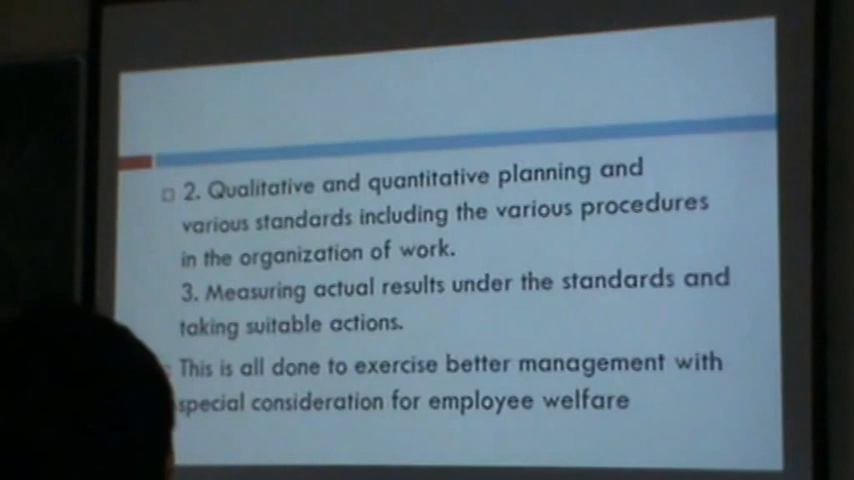 2. Qualitative and quantitative planning and
various standards including the various procedures
in the organization of work.
3. Measuring actual results under the standards and
taking suitable actions.
This is all done to exercise better management with
special consideration for employee welfare